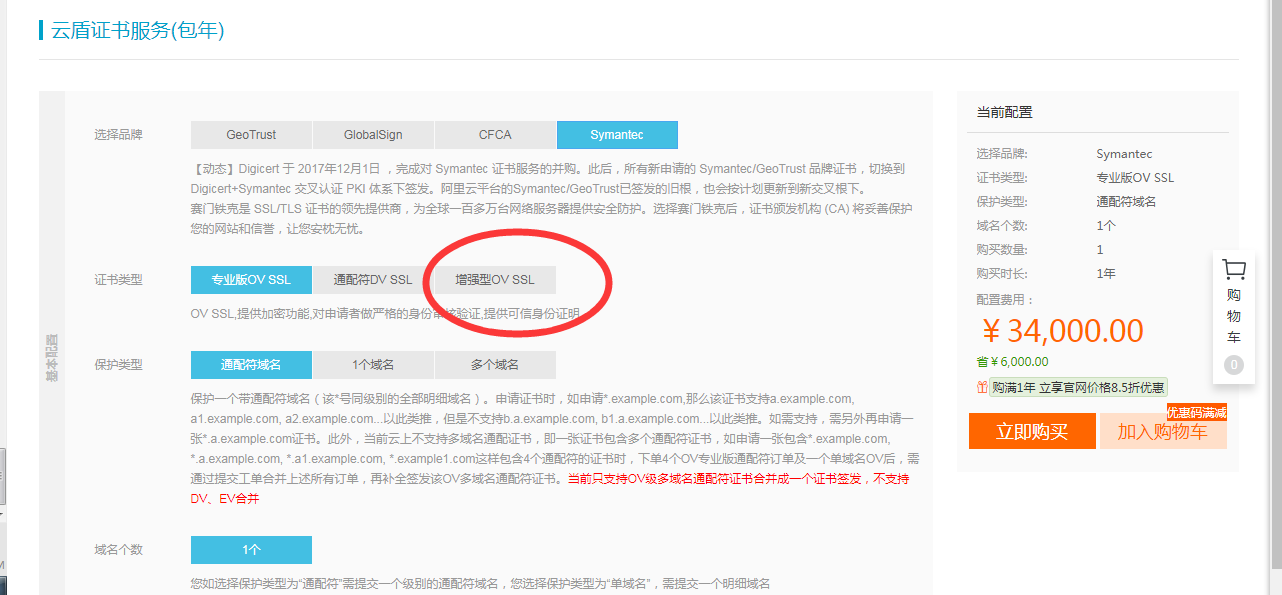 云盾证书服务(包年)
选择品牌
GeoTrust
GlobalSign
CFCA
Symantec
【动态】Digicert 于 2017年12月1日 ，完成对 Symantec 证书服务的并购。此后，所有新申请的 Symantec/GeoTrust 品牌证书，切换到
Digicert+Symantec 交叉认证 PKI 体系下签发。阿里云平台的Symantec/GeoTrust已签发的旧根，也会按计划更新到新交叉根下。
赛门铁克是 SSL/TLS 证书的领先提供商，为全球一百多万台网络服务器提供安全防护。选择赛门铁克后，证书颁发机构 (CA) 将妥善保护
您的网站和信誉，让您安枕无忧。
证书类型
专业版OV SSL
通配符DV SSL
增强型OV SSL
OV SSL,提供加密功能,对申请者做严格的身份审核验证,提供可信身份证明
基本配置
保护类型
通配符域名
1个域名
多个域名
保护一个带通配符域名（该*号同级别的全部明细域名）。申请证书时，如申请*.example.com,那么该证书支持a.example.com,
a1.example.com, a2.example.com...以此类推，但是不支持b.a.example.com, b1.a.example.com...以此类推。如需支持，需另外再申请一
张*.a.example.com证书。此外，当前云上不支持多域名通配证书，即一张证书包含多个通配符证书，如申请一张包含*.example.com,
*.a.example.com, *.a1.example.com, *.example1.com这样包含4个通配符的证书时，下单4个OV专业版通配符订单及一个单域名OV后，需
通过提交工单合并上述所有订单，再补全签发该OV多域名通配符证书。当前只支持OV级多域名通配符证书合并成一个证书签发，不支持
DV、EV合并
域名个数
1个
您如选择保护类型为“通配符”需提交一个级别的通配符域名，您选择保护类型为“单域名”，需提交一个明细域名
当前配置
选择品牌: Symantec
证书类型: 专业版OV SSL
保护类型: 通配符域名
域名个数: 1个
购买数量: 1
购买时长: 1年
配置费用：
¥ 34,000.00
省¥ 6,000.00
购满1年 立享官网价格8.5折优惠
优惠码满减
立即购买
加入购物车
购
物
车
0